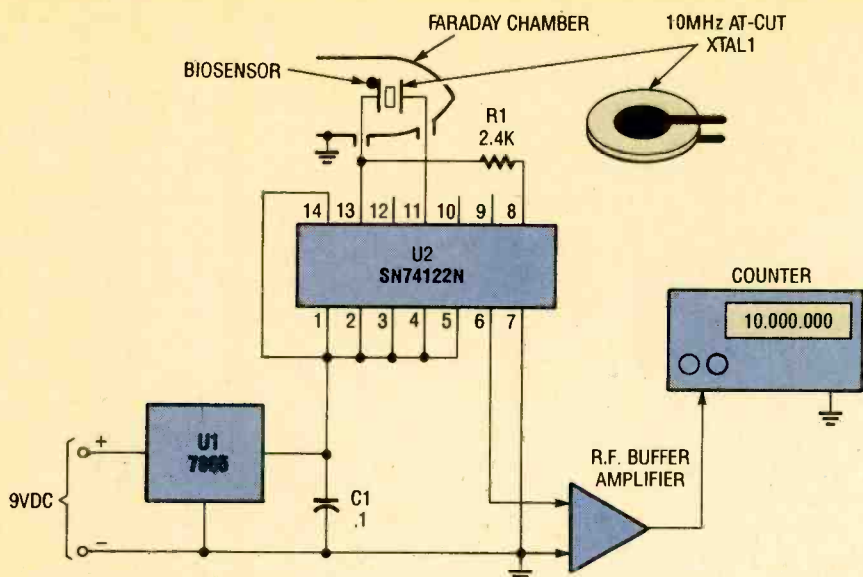 FARADAY CHAMBER
10MHz AT-CUT
XTAL1
BIOSENSOR
R1
2.4K
14 13 12 11 10 9 8
U2
SN74122N
1 2 3 4 5 6 7
COUNTER
10.000.000
U1
+
9VDC
C1
.1
−
R.F. BUFFER
AMPLIFIER